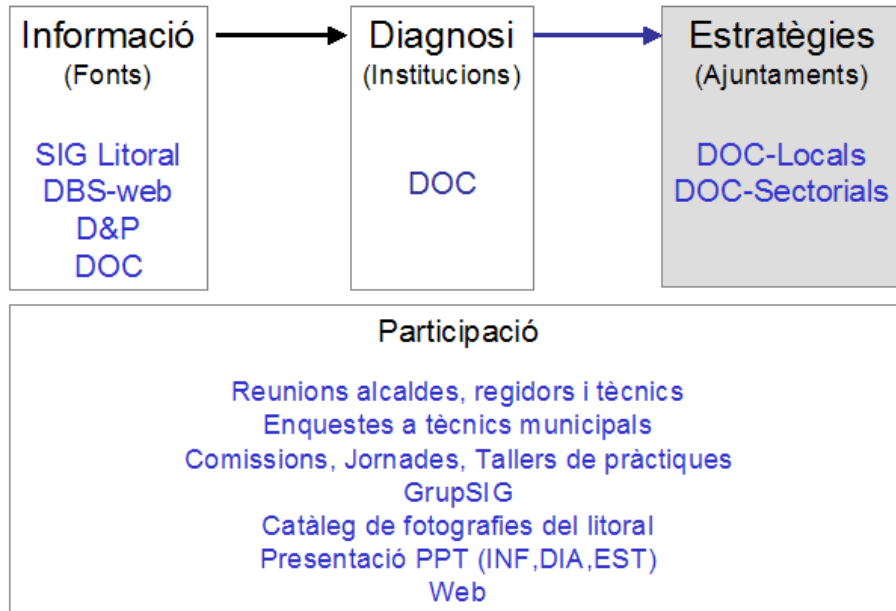 Informació
(Fonts)
SIG Litoral
DBS-web
D&P
DOC
Diagnosi
(Institucions)
DOC
Estratègies
(Ajuntaments)
DOC-Locals
DOC-Sectorials
Participació
Reunions alcaldes, regidors i tècnics
Enquestes a tècnics municipals
Comissions, Jornades, Tallers de pràctiques
GrupSIG
Catàleg de fotografies del litoral
Presentació PPT (INF,DIA,EST)
Web